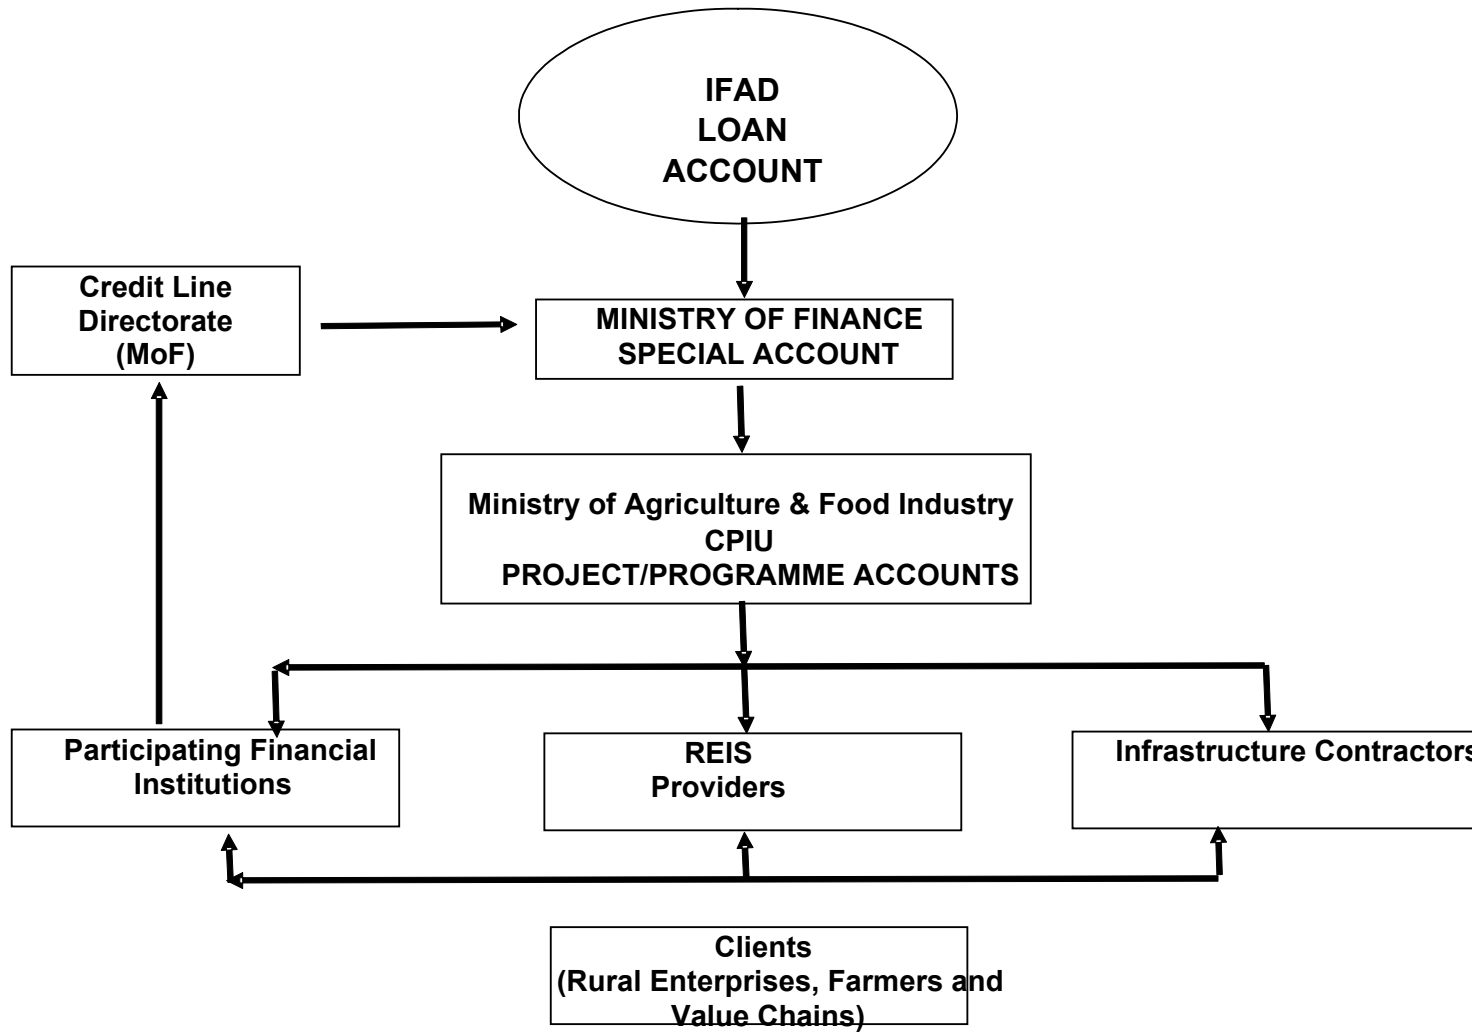 IFAD
LOAN
ACCOUNT
Credit Line
Directorate
(MoF)
MINISTRY OF FINANCE
SPECIAL ACCOUNT
Ministry of Agriculture & Food Industry
CPIU
PROJECT/PROGRAMME ACCOUNTS
Participating Financial
Institutions
REIS
Providers
Infrastructure Contractors
Clients
(Rural Enterprises, Farmers and
Value Chains)